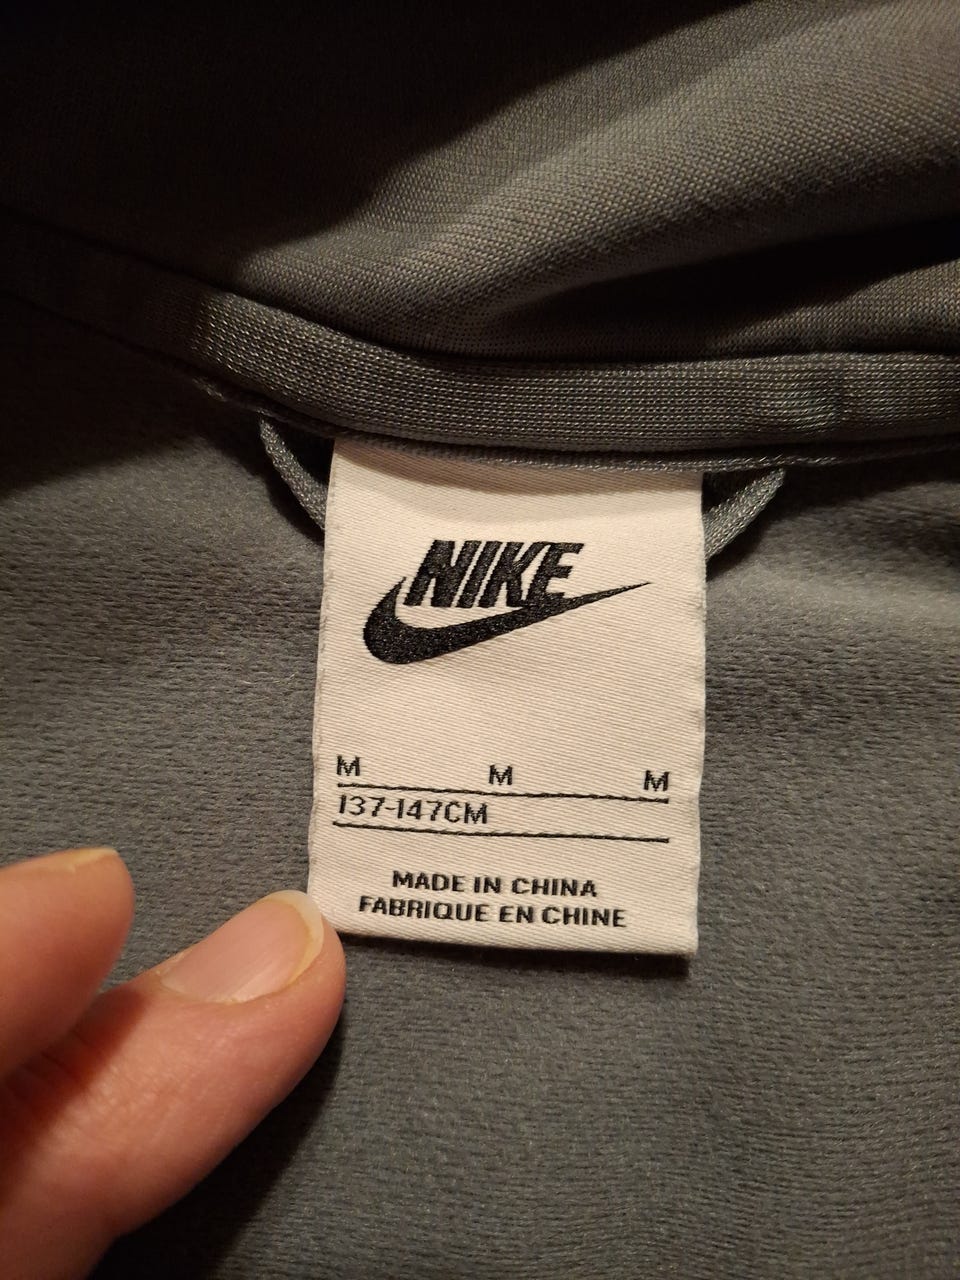 NIKE
M M M
137-147CM
MADE IN CHINA
FABRIQUE EN CHINE